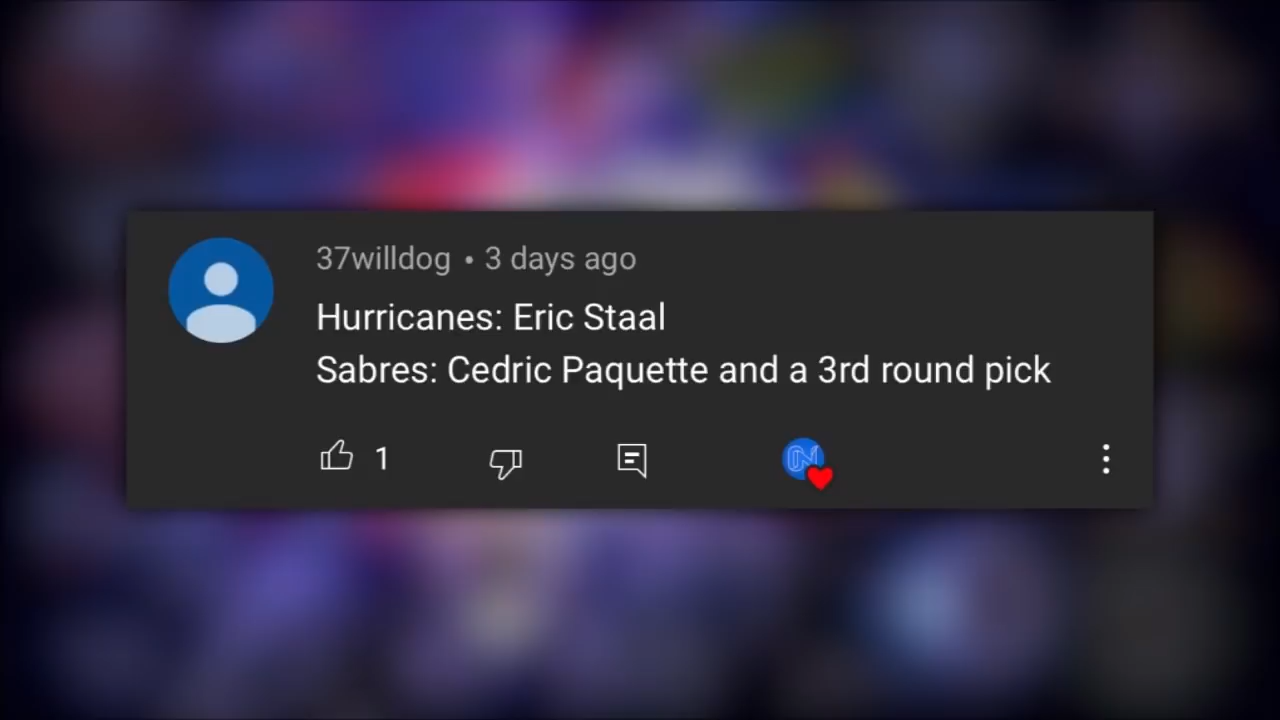 37willdog • 3 days ago
Hurricanes: Eric Staal
Sabres: Cedric Paquette and a 3rd round pick
1